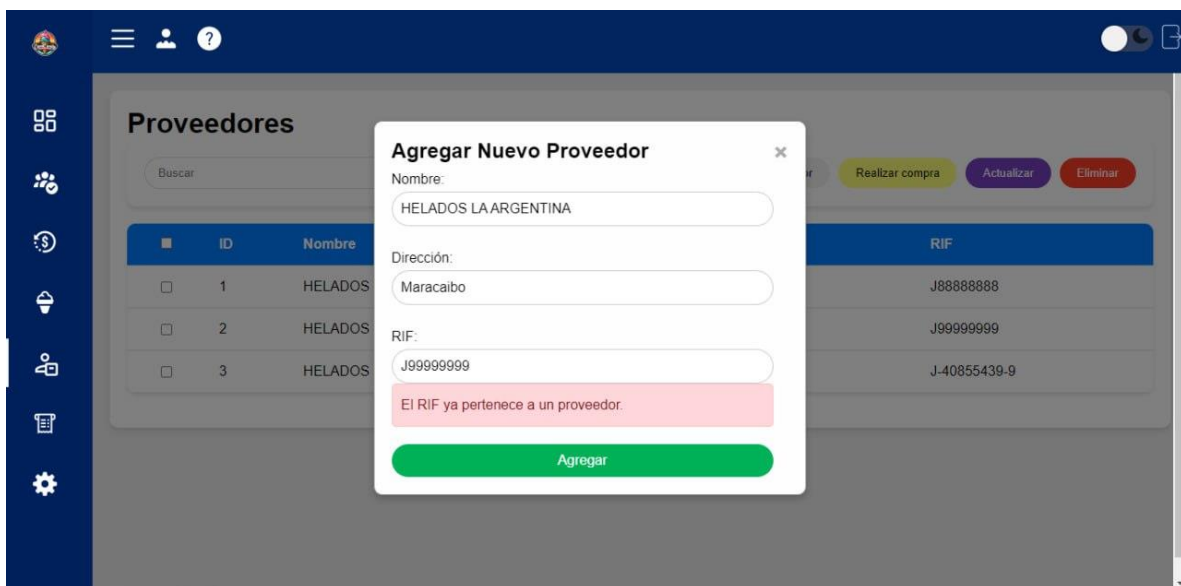 ?
Proveedores
Buscar
Realizar compra
Actualizar
Eliminar
ID Nombre RIF
1 HELADOS J88888888
2 HELADOS J99999999
3 HELADOS J-40855439-9
Agregar Nuevo Proveedor
×
Nombre:
HELADOS LA ARGENTINA
Dirección:
Maracaibo
RIF:
J99999999
El RIF ya pertenece a un proveedor.
Agregar